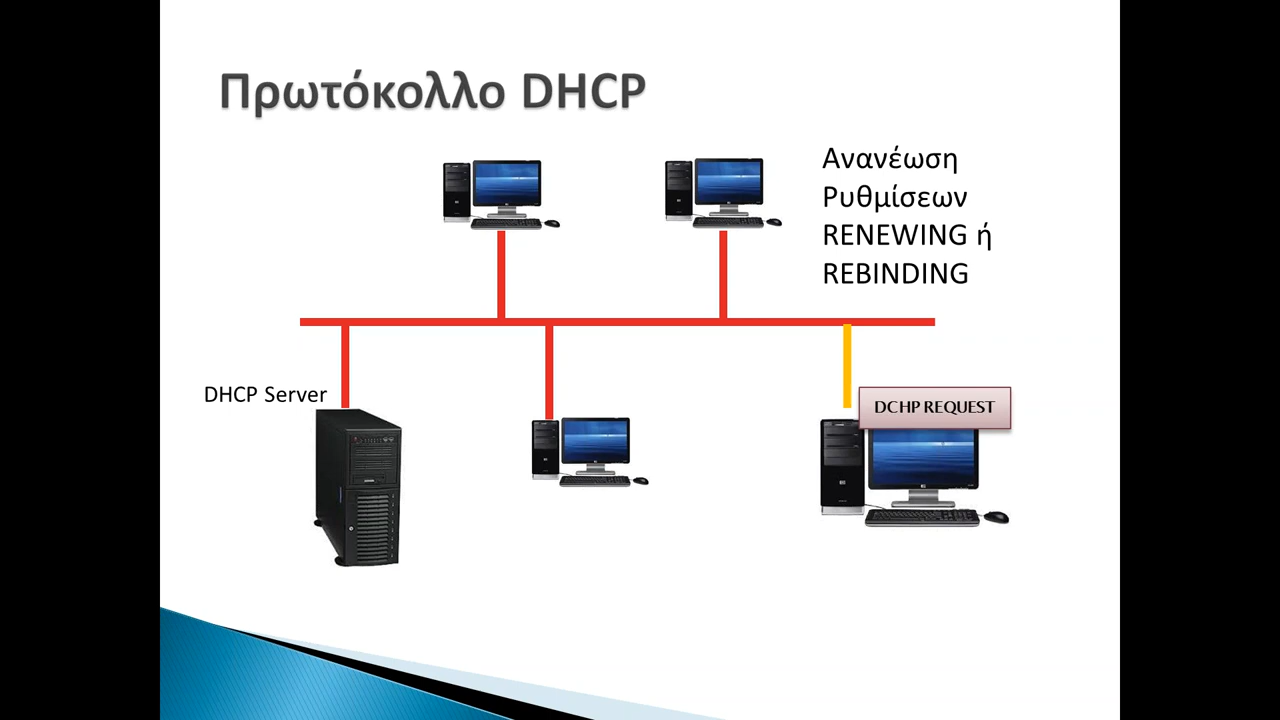 Πρωτόκολλο DHCP
Ανανέωση
Ρυθμίσεων
RENEWING ή
REBINDING
DHCP Server
DCHP REQUEST